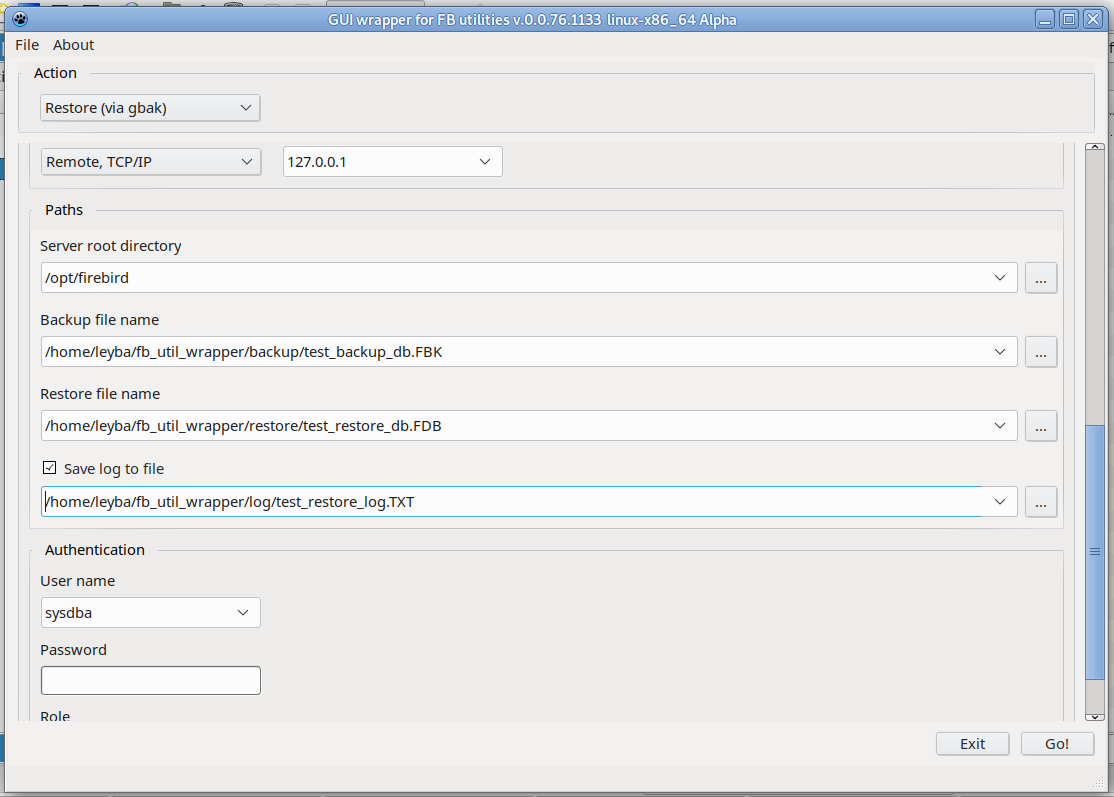 GUI wrapper for FB utilities v.0.0.76.1133 linux-x86_64 Alpha
File About
Action
Restore (via gbak)
Remote, TCP/IP 127.0.0.1
Paths
Server root directory
/opt/firebird ...
Backup file name
/home/leyba/fb_util_wrapper/backup/test_backup_db.FBK ...
Restore file name
/home/leyba/fb_util_wrapper/restore/test_restore_db.FDB ...
Save log to file
/home/leyba/fb_util_wrapper/log/test_restore_log.TXT ...
Authentication
User name
sysdba
Password
Role
Exit Go!